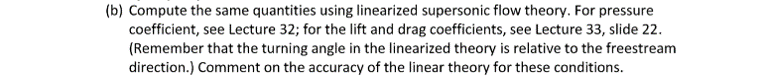 (b) Compute the same quantities using linearized supersonic flow theory. For pressure
coefficient, see Lecture 32; for the lift and drag coefficients, see Lecture 33, slide 22.
(Remember that the turning angle in the linearized theory is relative to the freestream
direction.) Comment on the accuracy of the linear theory for these conditions.